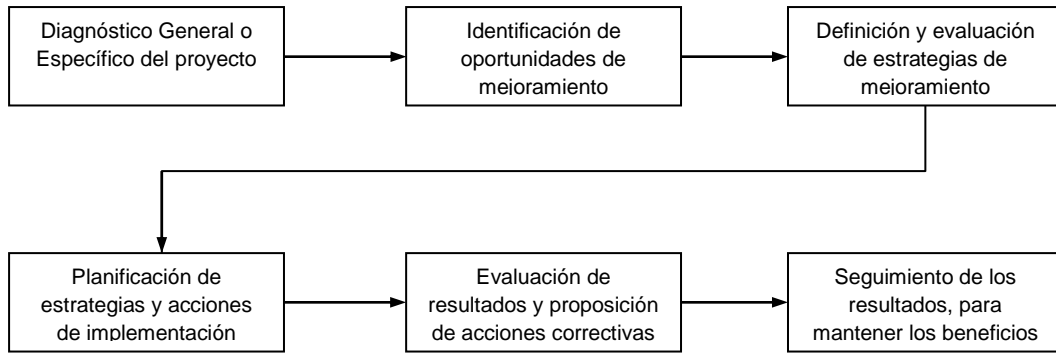 Diagnóstico General o
Específico del proyecto
Identificación de
oportunidades de
mejoramiento
Definición y evaluación
de estrategias de
mejoramiento
Planificación de
estrategias y acciones
de implementación
Evaluación de
resultados y proposición
de acciones correctivas
Seguimiento de los
resultados, para
mantener los beneficios